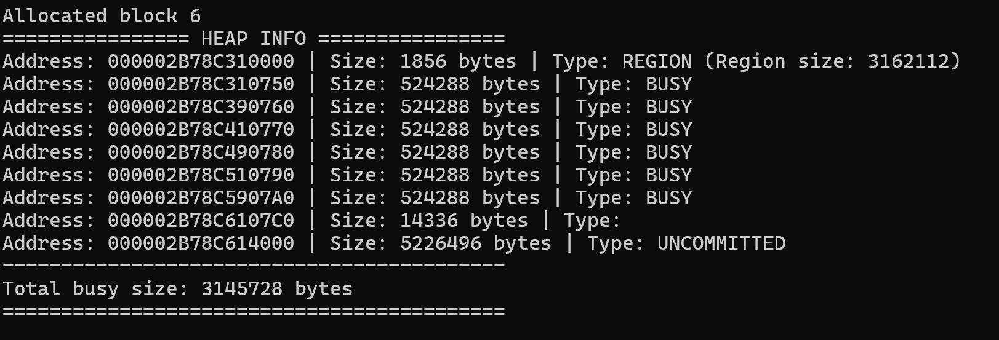 Allocated block 6
================ HEAP INFO ================
Address: 000002B78C310000 | Size: 1856 bytes | Type: REGION (Region size: 3162112)
Address: 000002B78C310750 | Size: 524288 bytes | Type: BUSY
Address: 000002B78C390760 | Size: 524288 bytes | Type: BUSY
Address: 000002B78C410770 | Size: 524288 bytes | Type: BUSY
Address: 000002B78C490780 | Size: 524288 bytes | Type: BUSY
Address: 000002B78C510790 | Size: 524288 bytes | Type: BUSY
Address: 000002B78C5907A0 | Size: 524288 bytes | Type: BUSY
Address: 000002B78C6107C0 | Size: 14336 bytes | Type:
Address: 000002B78C614000 | Size: 5226496 bytes | Type: UNCOMMITTED
-------------------------------------------
Total busy size: 3145728 bytes
===========================================